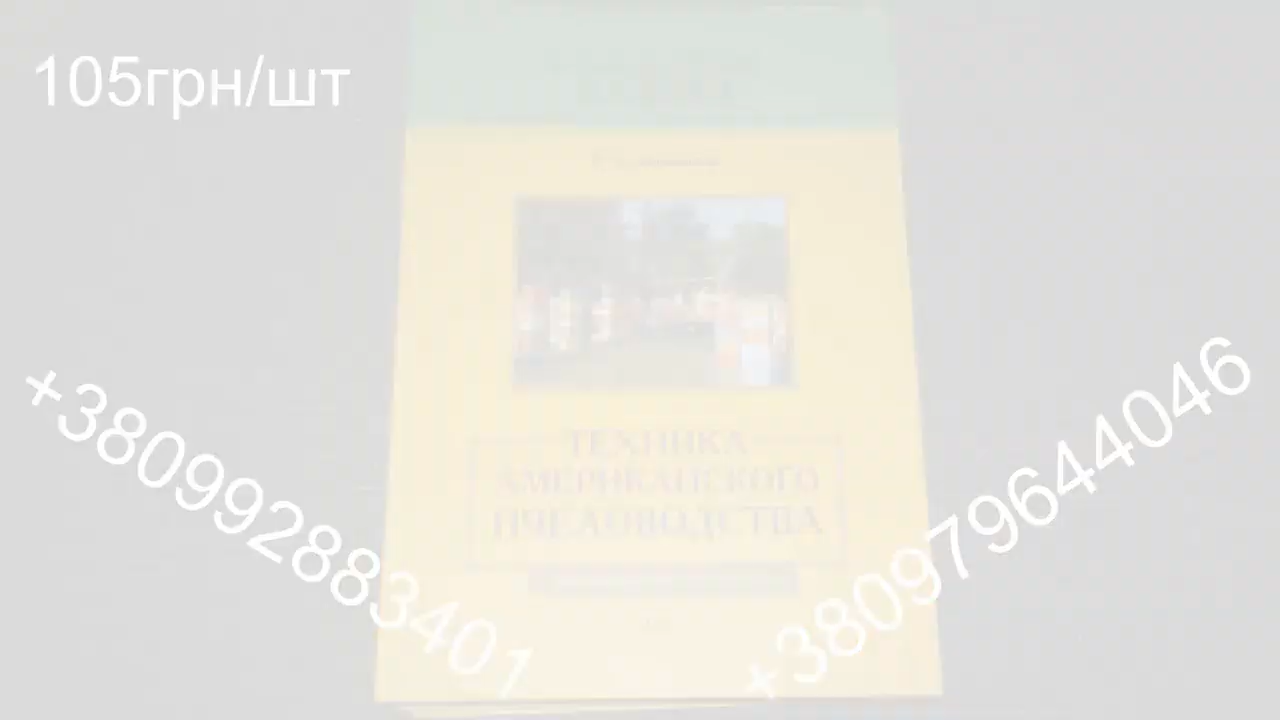 105грн/шт
ТЕХНИКА
АМЕРИКАНСКОГО
ПЧЕЛОВОДСТВА
+380992883401
+380979644046